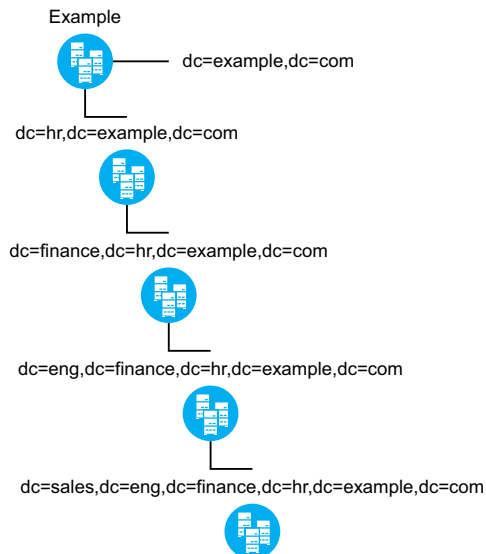 Example
dc=example,dc=com
dc=hr,dc=example,dc=com
dc=finance,dc=hr,dc=example,dc=com
dc=eng,dc=finance,dc=hr,dc=example,dc=com
dc=sales,dc=eng,dc=finance,dc=hr,dc=example,dc=com